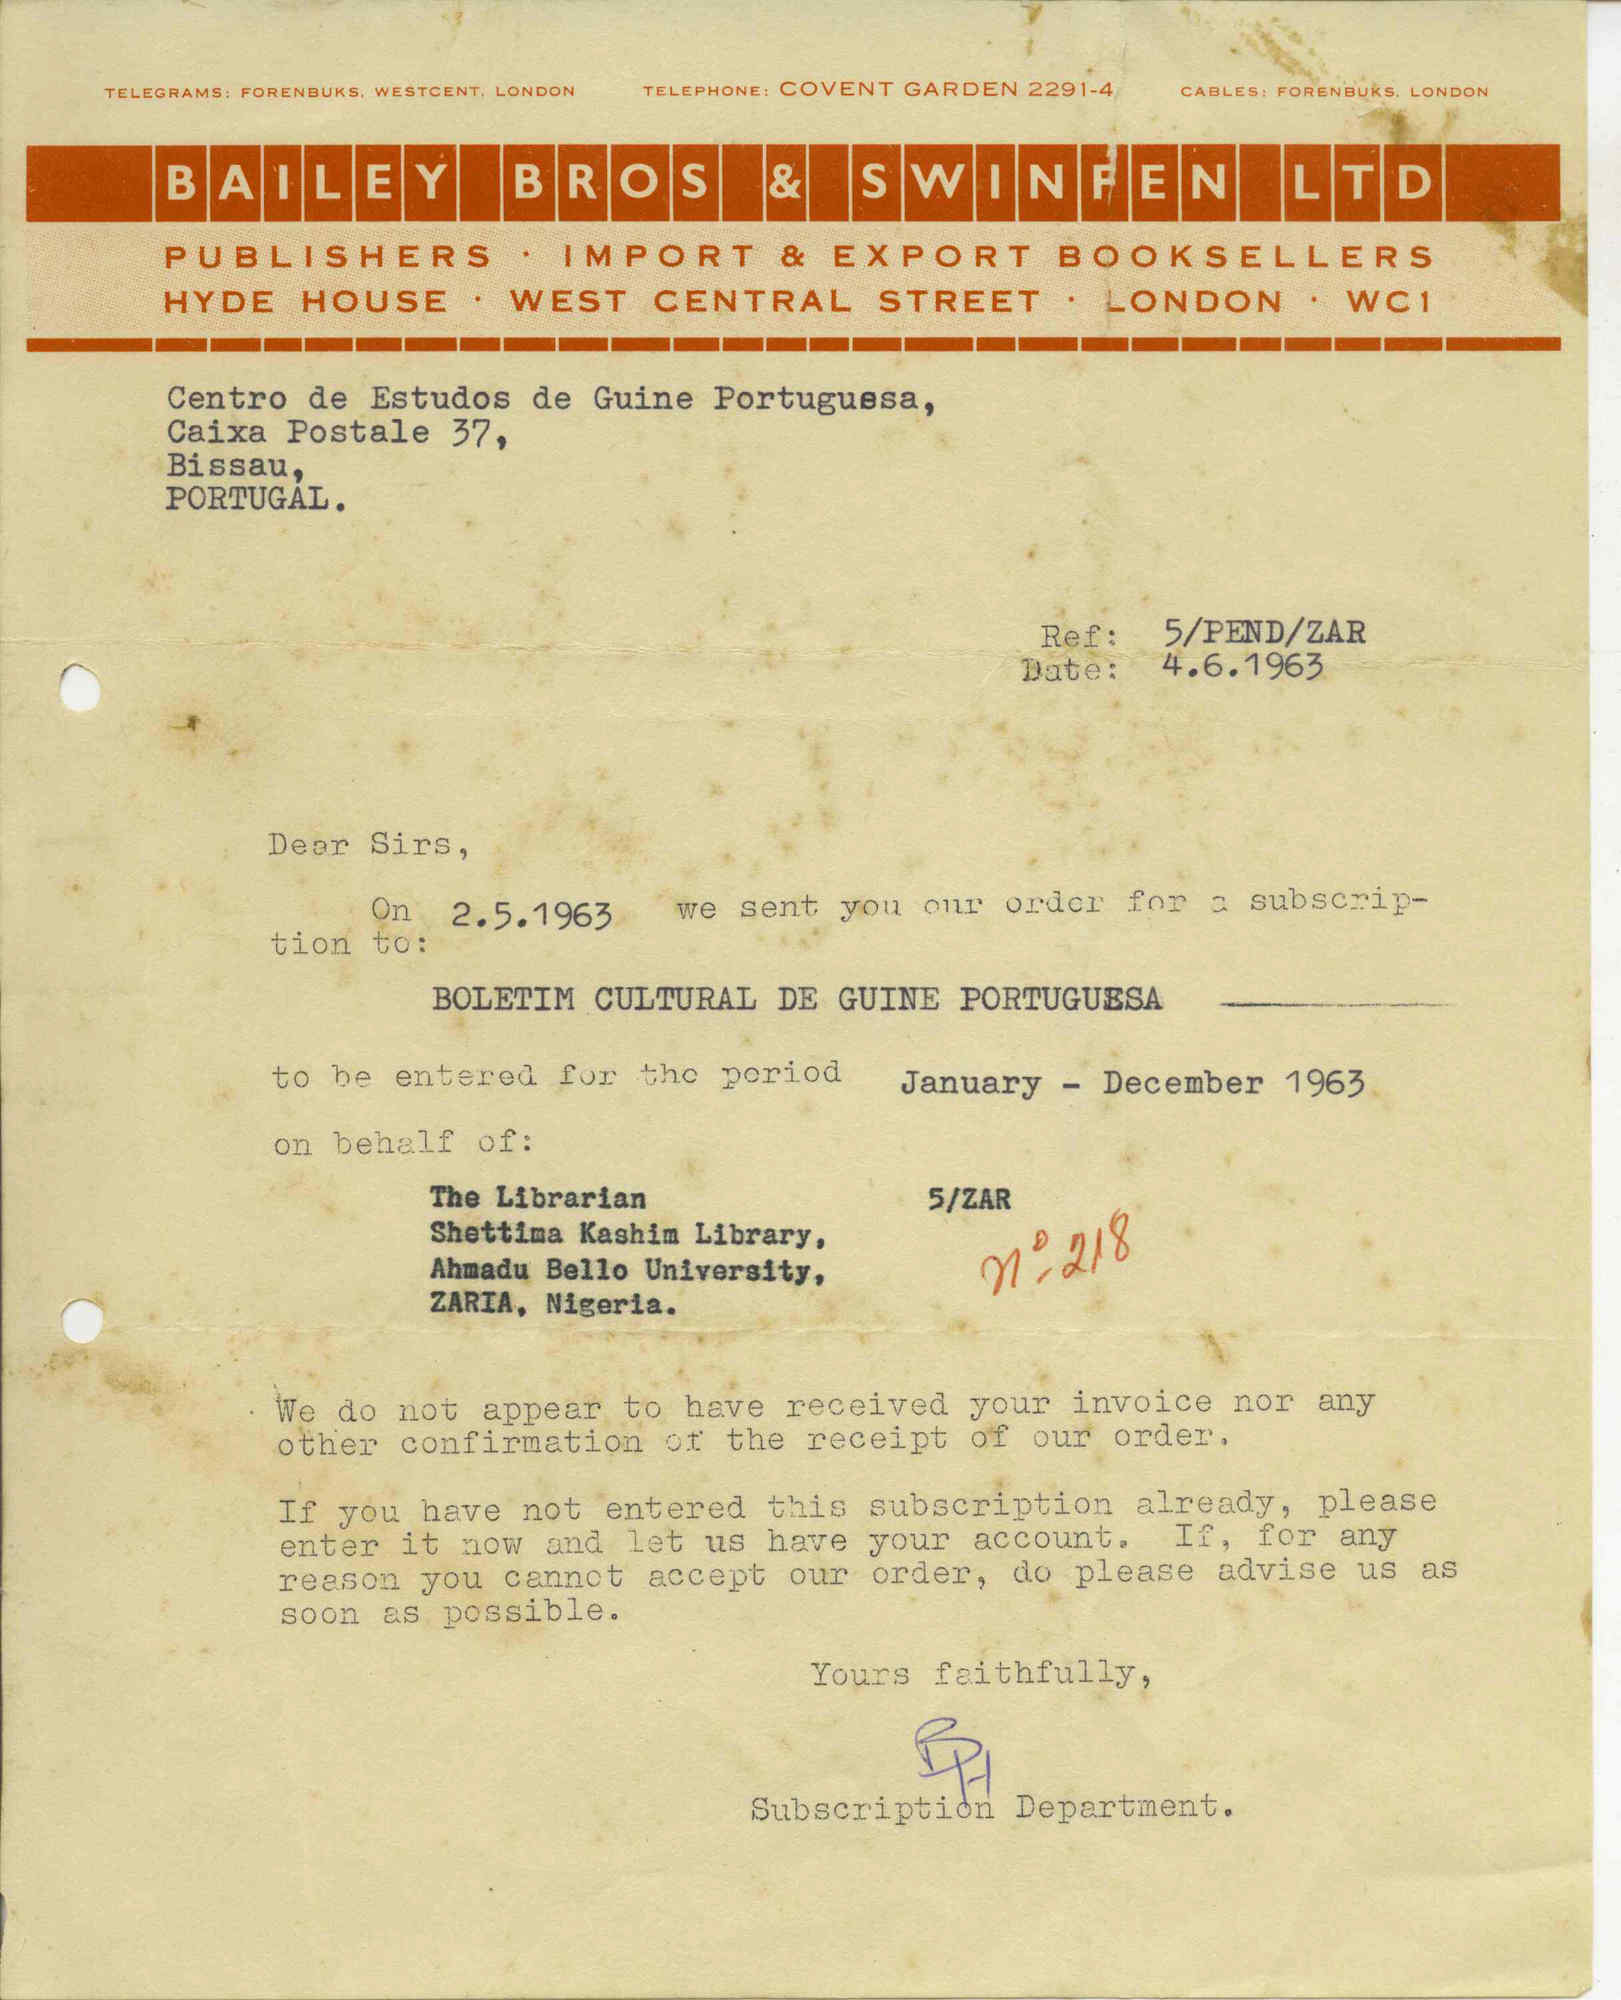 TELEGRAMS: FORENBUKS, WESTCENT, LONDON TELEPHONE: COVENT GARDEN 2291-4 CABLES: FORENBUKS, LONDON
BAILEY BROS & SWINFEN LTD
PUBLISHERS · IMPORT & EXPORT BOOKSELLERS
HYDE HOUSE · WEST CENTRAL STREET · LONDON · WC1
Centro de Estudos de Guine Portuguesa,
Caixa Postale 37,
Bissau,
PORTUGAL.
Ref: 5/PEND/ZAR
Date: 4.6.1963
Dear Sirs,
On 2.5.1963 we sent you our order for a subscrip-
tion to:
BOLETIM CULTURAL DE GUINE PORTUGUESA
to be entered for the period January - December 1963
on behalf of:
The Librarian 5/ZAR
Shettima Kashim Library,
Ahmadu Bello University,
ZARIA, Nigeria.
nº 218
We do not appear to have received your invoice nor any
other confirmation of the receipt of our order.
If you have not entered this subscription already, please
enter it now and let us have your account. If, for any
reason you cannot accept our order, do please advise us as
soon as possible.
Yours faithfully,
BH
Subscription Department.